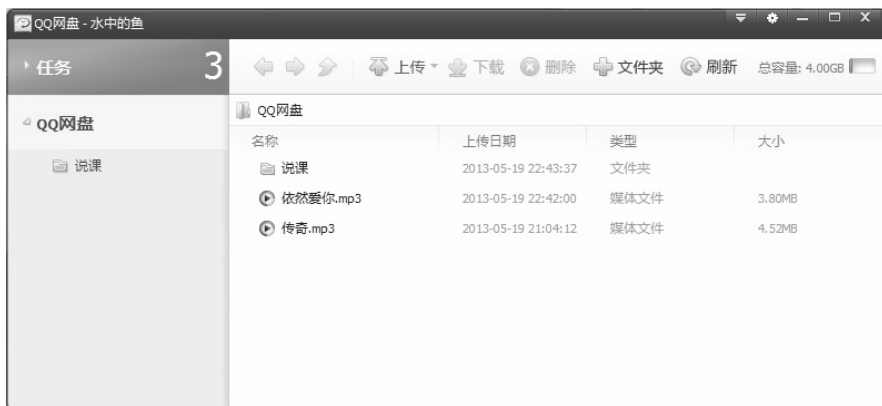 QQ网盘 - 水中的鱼
任务 3
上传 下载 删除 文件夹 刷新 总容量: 4.00GB
QQ网盘
说课
QQ网盘
名称 上传日期 类型 大小
说课 2013-05-19 22:43:37 文件夹
依然爱你.mp3 2013-05-19 22:42:00 媒体文件 3.80MB
传奇.mp3 2013-05-19 21:04:12 媒体文件 4.52MB